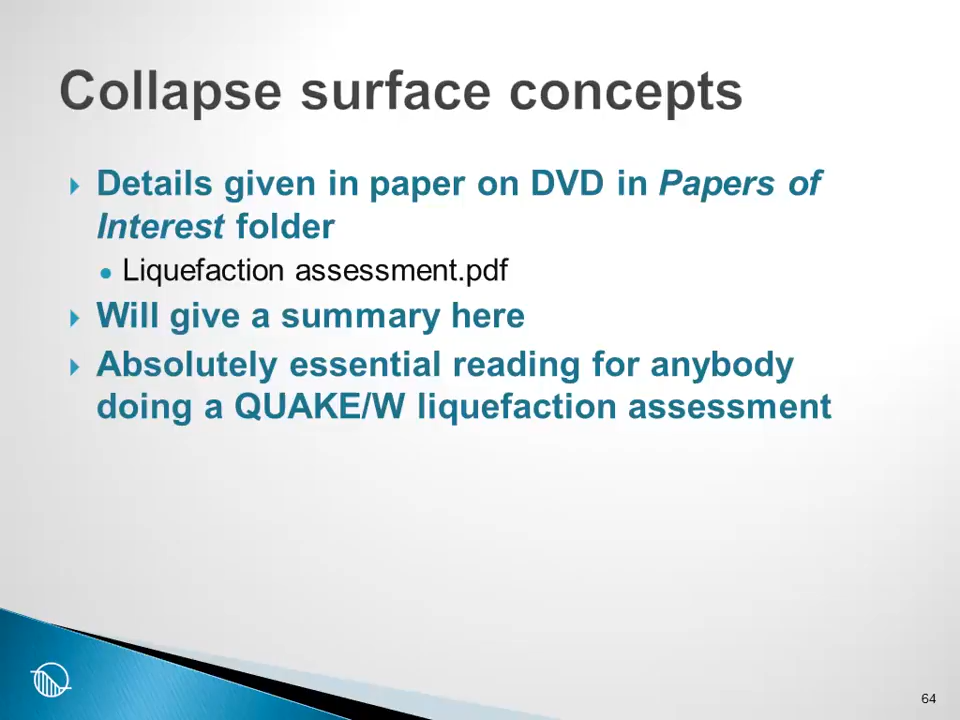 Collapse surface concepts
Details given in paper on DVD in Papers of
Interest folder
Liquefaction assessment.pdf
Will give a summary here
Absolutely essential reading for anybody
doing a QUAKE/W liquefaction assessment
64